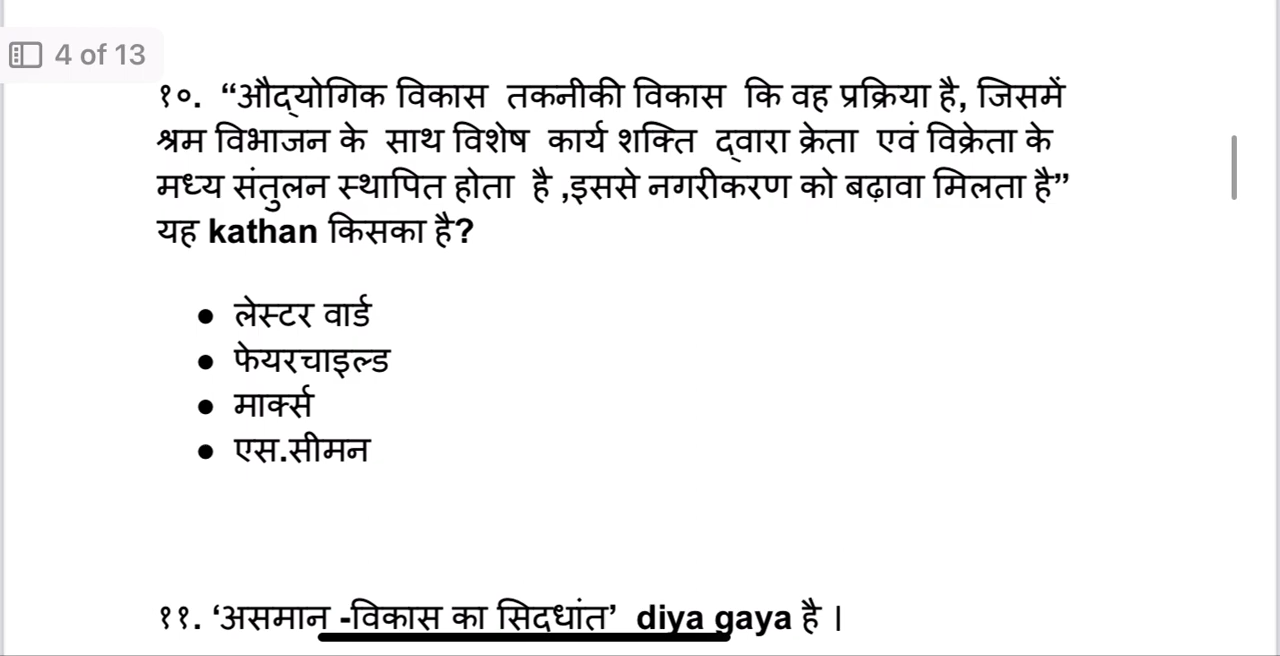 4 of 13
१०. “औद्योगिक विकास तकनीकी विकास कि वह प्रक्रिया है, जिसमें
श्रम विभाजन के साथ विशेष कार्य शक्ति द्वारा क्रेता एवं विक्रेता के
मध्य संतुलन स्थापित होता है ,इससे नगरीकरण को बढ़ावा मिलता है”
यह kathan किसका है?
● लेस्टर वार्ड
● फेयरचाइल्ड
● मार्क्स
● एस.सीमन
११. ‘असमान -विकास का सिद्धांत’ diya gaya है ।